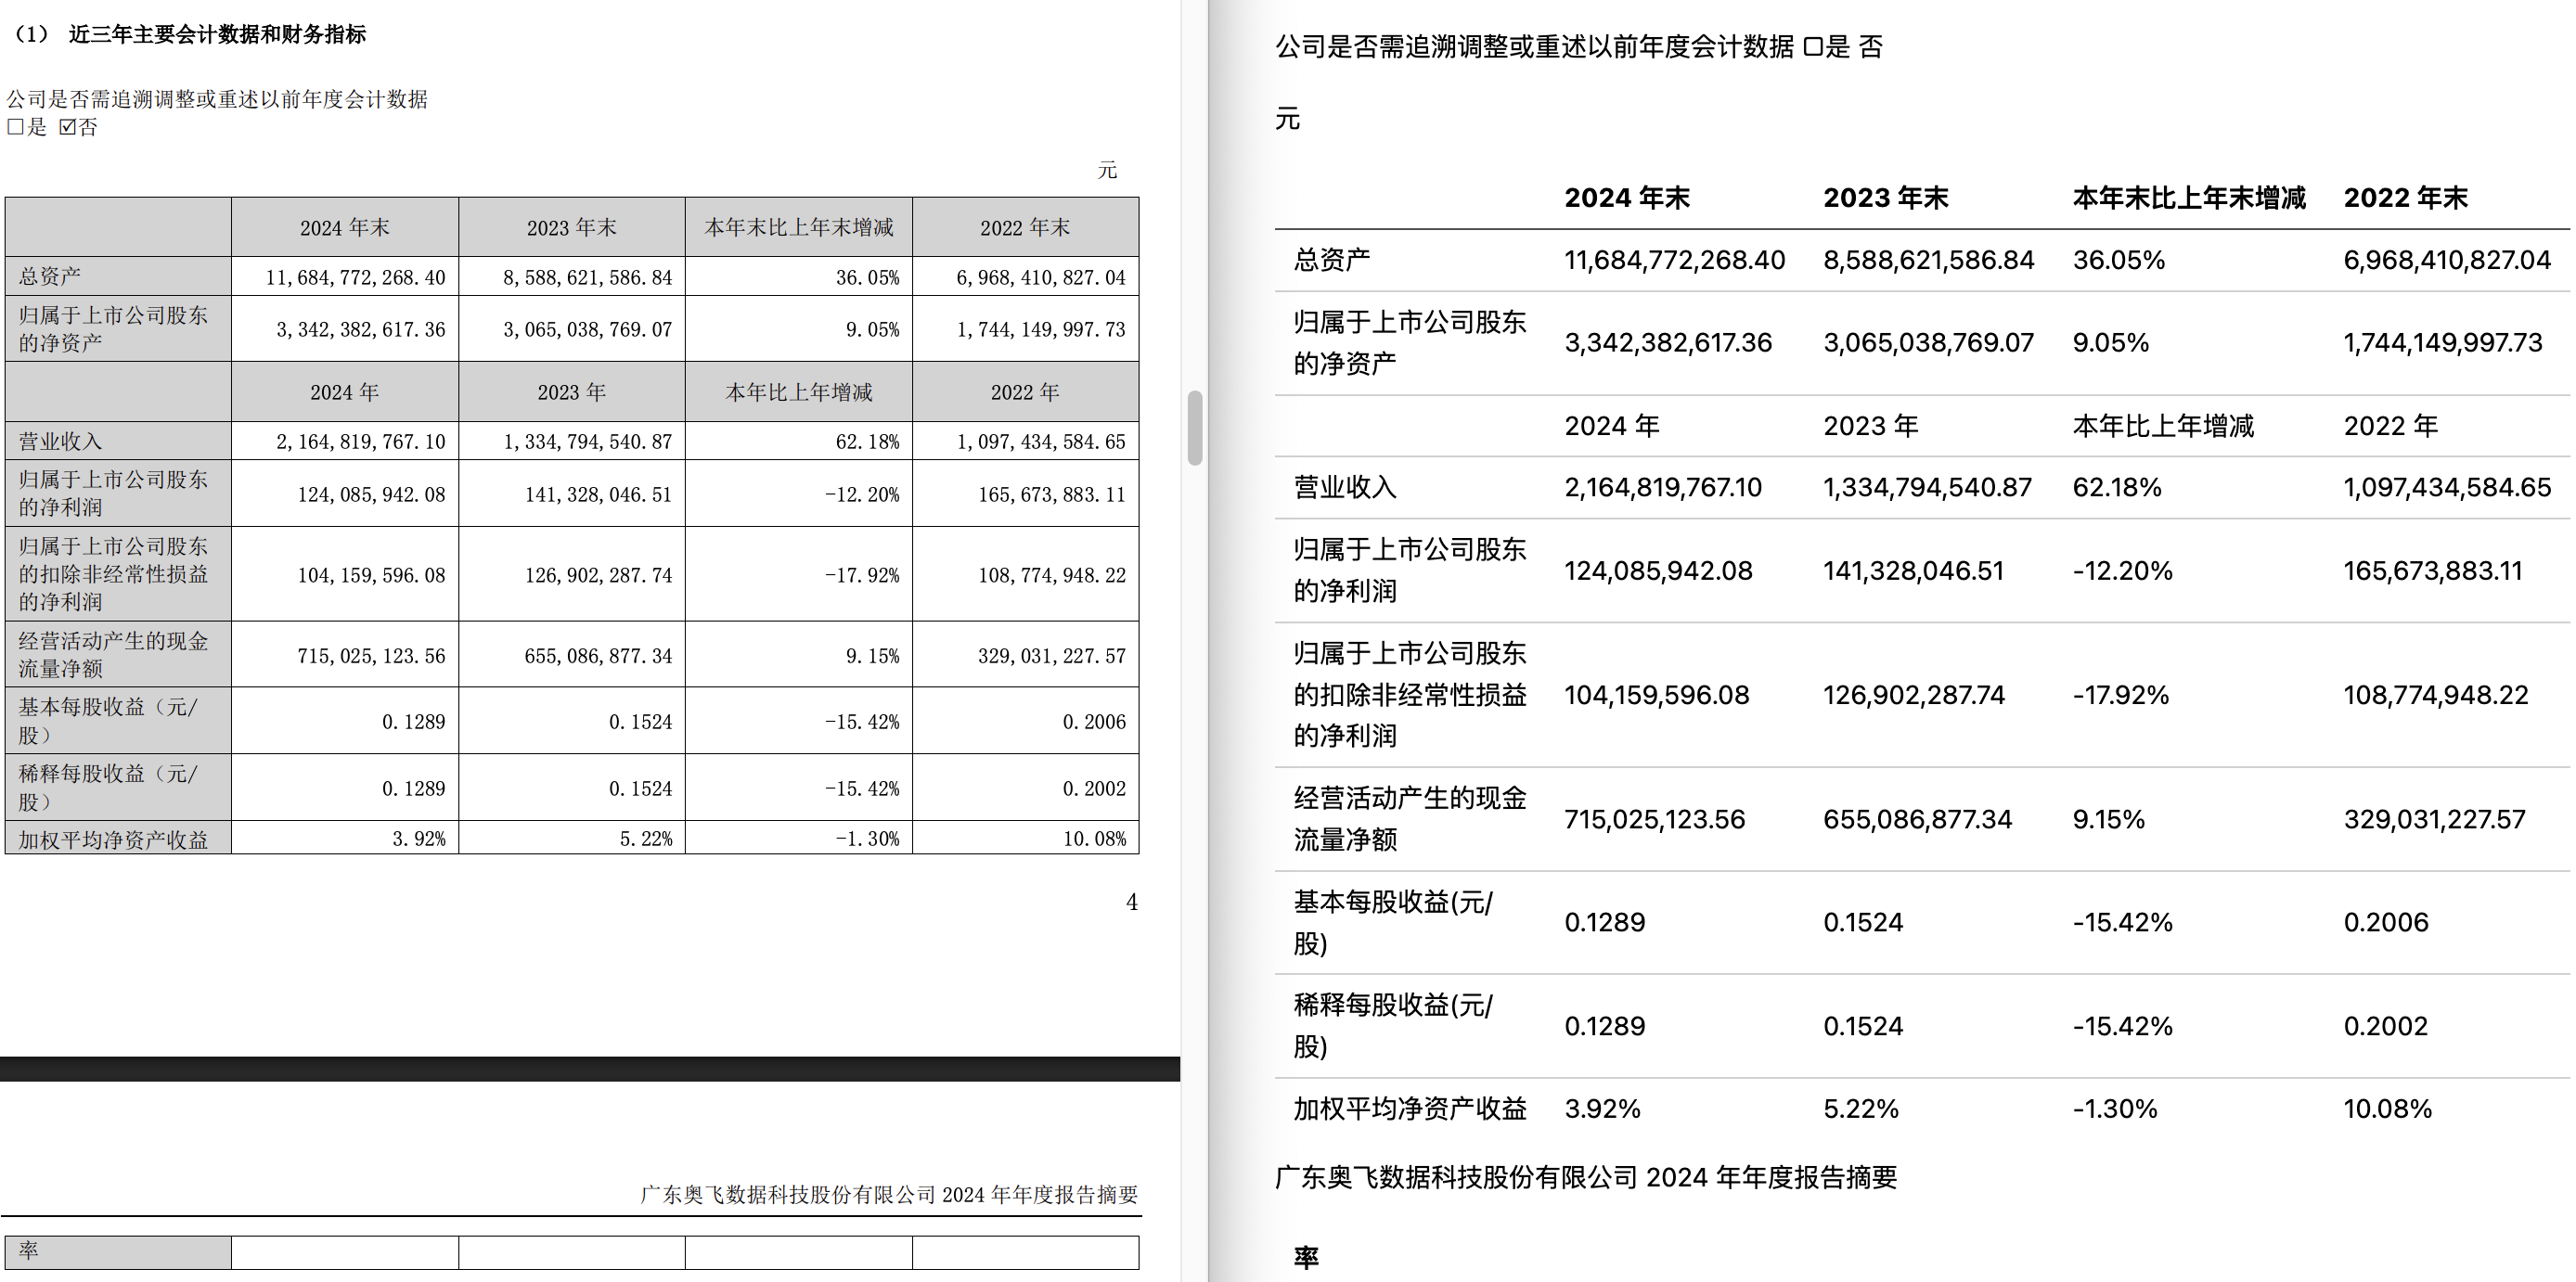 （1） 近三年主要会计数据和财务指标
公司是否需追溯调整或重述以前年度会计数据
□是 ☑否
元
2024 年末 2023 年末 本年末比上年末增减 2022 年末
总资产 11,684,772,268.40 8,588,621,586.84 36.05% 6,968,410,827.04
归属于上市公司股东
的净资产 3,342,382,617.36 3,065,038,769.07 9.05% 1,744,149,997.73
2024 年 2023 年 本年比上年增减 2022 年
营业收入 2,164,819,767.10 1,334,794,540.87 62.18% 1,097,434,584.65
归属于上市公司股东
的净利润 124,085,942.08 141,328,046.51 -12.20% 165,673,883.11
归属于上市公司股东
的扣除非经常性损益 104,159,596.08 126,902,287.74 -17.92% 108,774,948.22
的净利润
经营活动产生的现金
流量净额 715,025,123.56 655,086,877.34 9.15% 329,031,227.57
基本每股收益（元/
股） 0.1289 0.1524 -15.42% 0.2006
稀释每股收益（元/
股） 0.1289 0.1524 -15.42% 0.2002
加权平均净资产收益 3.92% 5.22% -1.30% 10.08%
4
广东奥飞数据科技股份有限公司 2024 年年度报告摘要
率
公司是否需追溯调整或重述以前年度会计数据 □是 否
元
2024 年末 2023 年末 本年末比上年末增减 2022 年末
总资产 11,684,772,268.40 8,588,621,586.84 36.05% 6,968,410,827.04
归属于上市公司股东
的净资产 3,342,382,617.36 3,065,038,769.07 9.05% 1,744,149,997.73
2024 年 2023 年 本年比上年增减 2022 年
营业收入 2,164,819,767.10 1,334,794,540.87 62.18% 1,097,434,584.65
归属于上市公司股东
的净利润 124,085,942.08 141,328,046.51 -12.20% 165,673,883.11
归属于上市公司股东
的扣除非经常性损益 104,159,596.08 126,902,287.74 -17.92% 108,774,948.22
的净利润
经营活动产生的现金
流量净额 715,025,123.56 655,086,877.34 9.15% 329,031,227.57
基本每股收益(元/
股) 0.1289 0.1524 -15.42% 0.2006
稀释每股收益(元/
股) 0.1289 0.1524 -15.42% 0.2002
加权平均净资产收益 3.92% 5.22% -1.30% 10.08%
广东奥飞数据科技股份有限公司 2024 年年度报告摘要
率